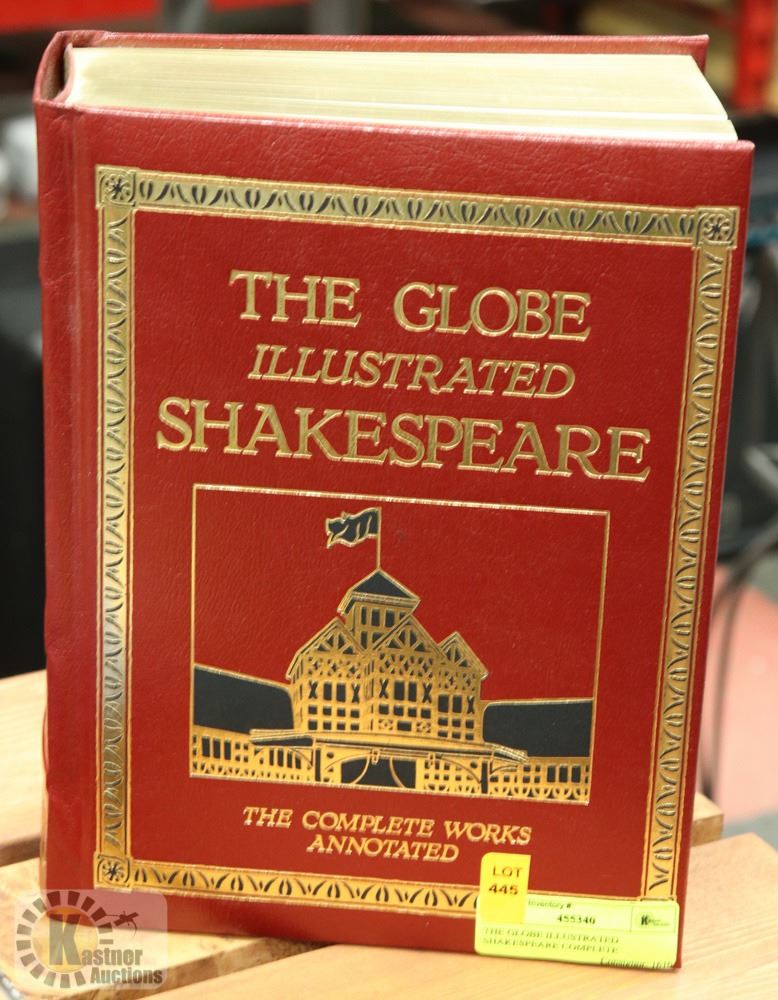 THE GLOBE
ILLUSTRATED
SHAKESPEARE
THE COMPLETE WORKS
ANNOTATED
LOT
445
Inventory #
455340
THE GLOBE ILLUSTRATED
SHAKESPEARE COMPLETE
Kastner
Auctions